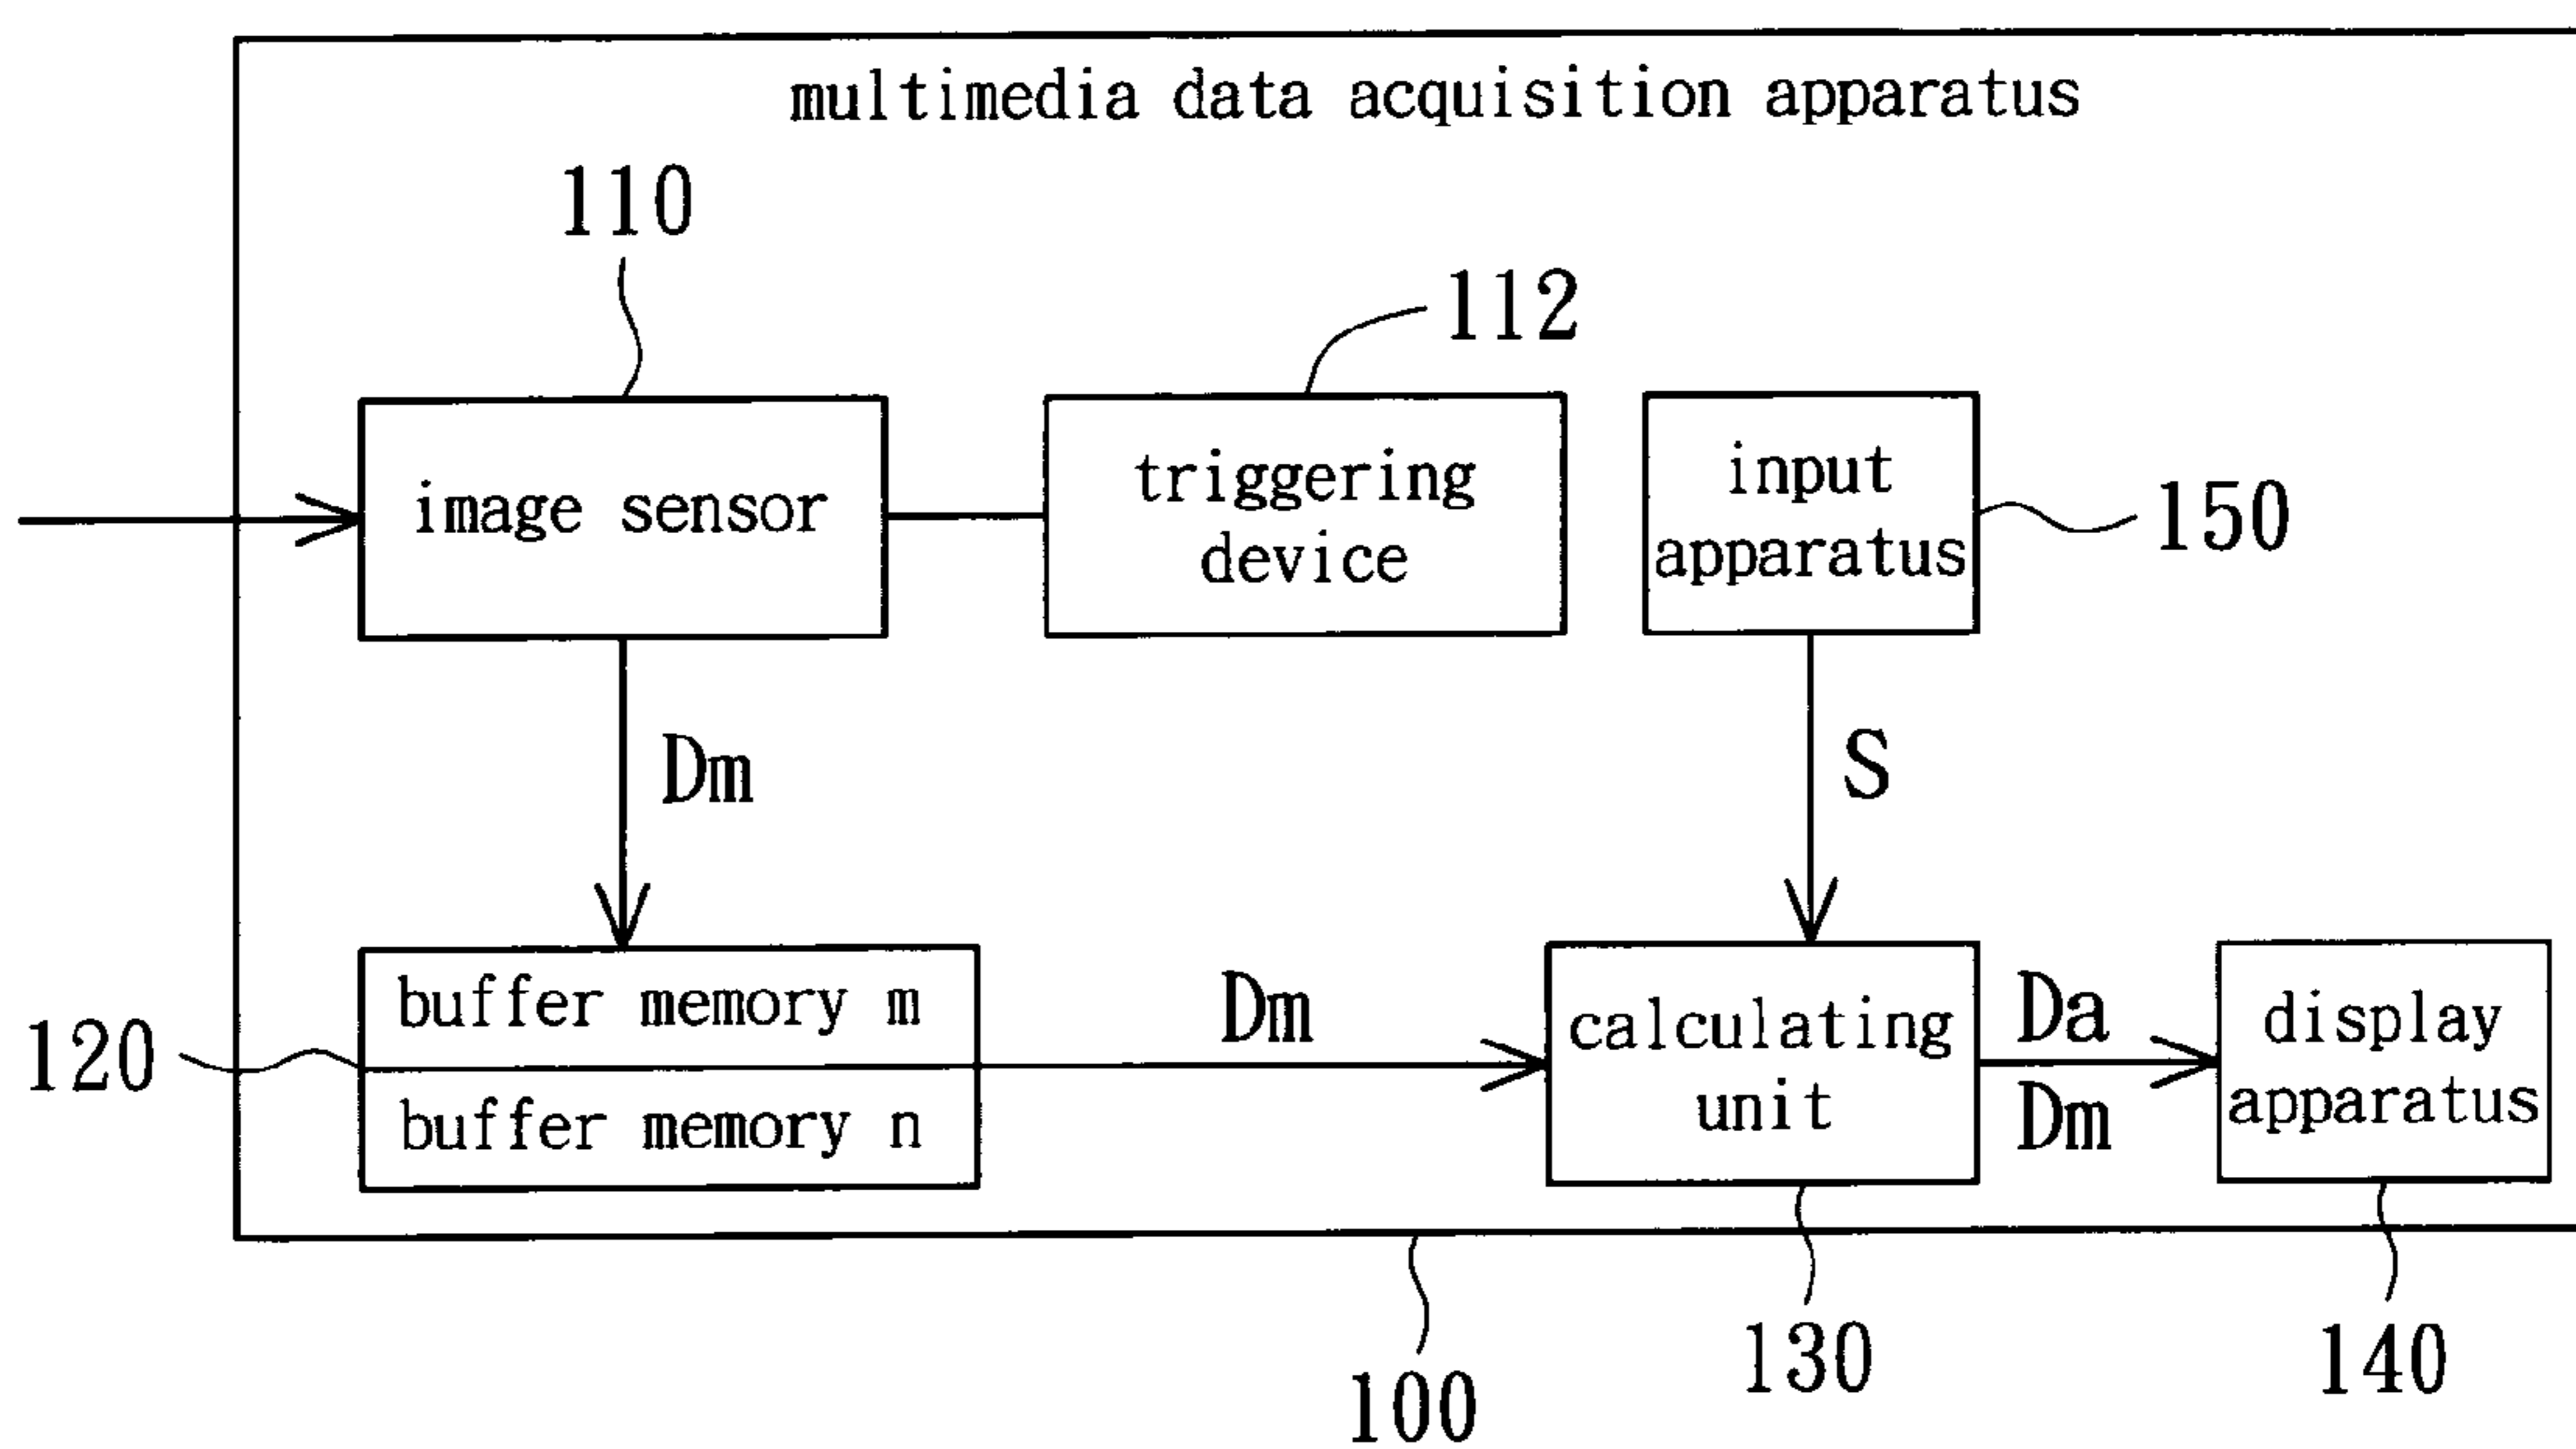 multimedia data acquisition apparatus
110
112
image sensor
triggering
device
input
apparatus
150
Dm
S
buffer memory m
buffer memory n
120
Dm
calculating
unit
Da
Dm
display
apparatus
130
140
100